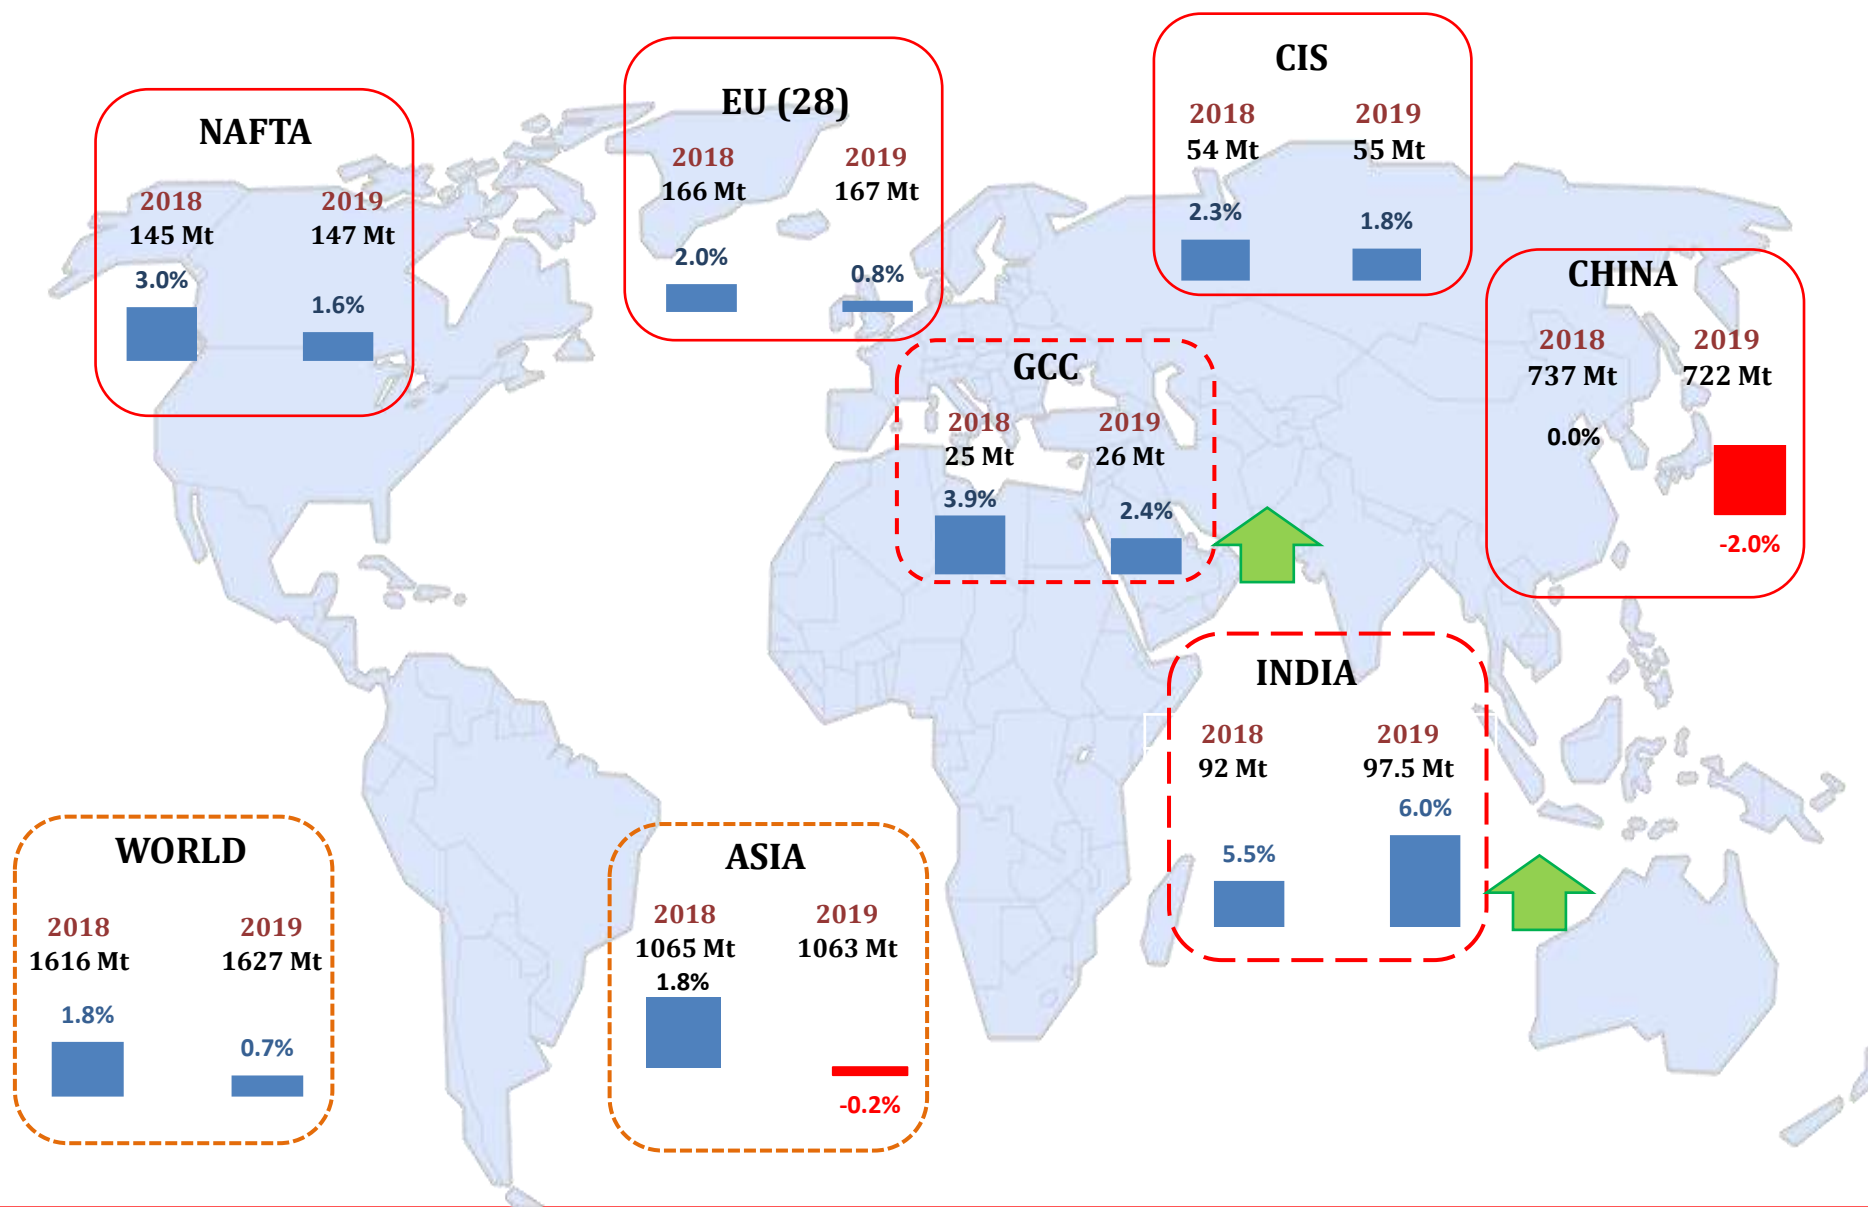 NAFTA
2018 2019
145 Mt 147 Mt
3.0% 1.6%
EU (28)
2018 2019
166 Mt 167 Mt
2.0% 0.8%
CIS
2018 2019
54 Mt 55 Mt
2.3% 1.8%
CHINA
2018 2019
737 Mt 722 Mt
0.0%
-2.0%
GCC
2018 2019
25 Mt 26 Mt
3.9% 2.4%
INDIA
2018 2019
92 Mt 97.5 Mt
5.5% 6.0%
WORLD
2018 2019
1616 Mt 1627 Mt
1.8% 0.7%
ASIA
2018 2019
1065 Mt 1063 Mt
1.8%
-0.2%